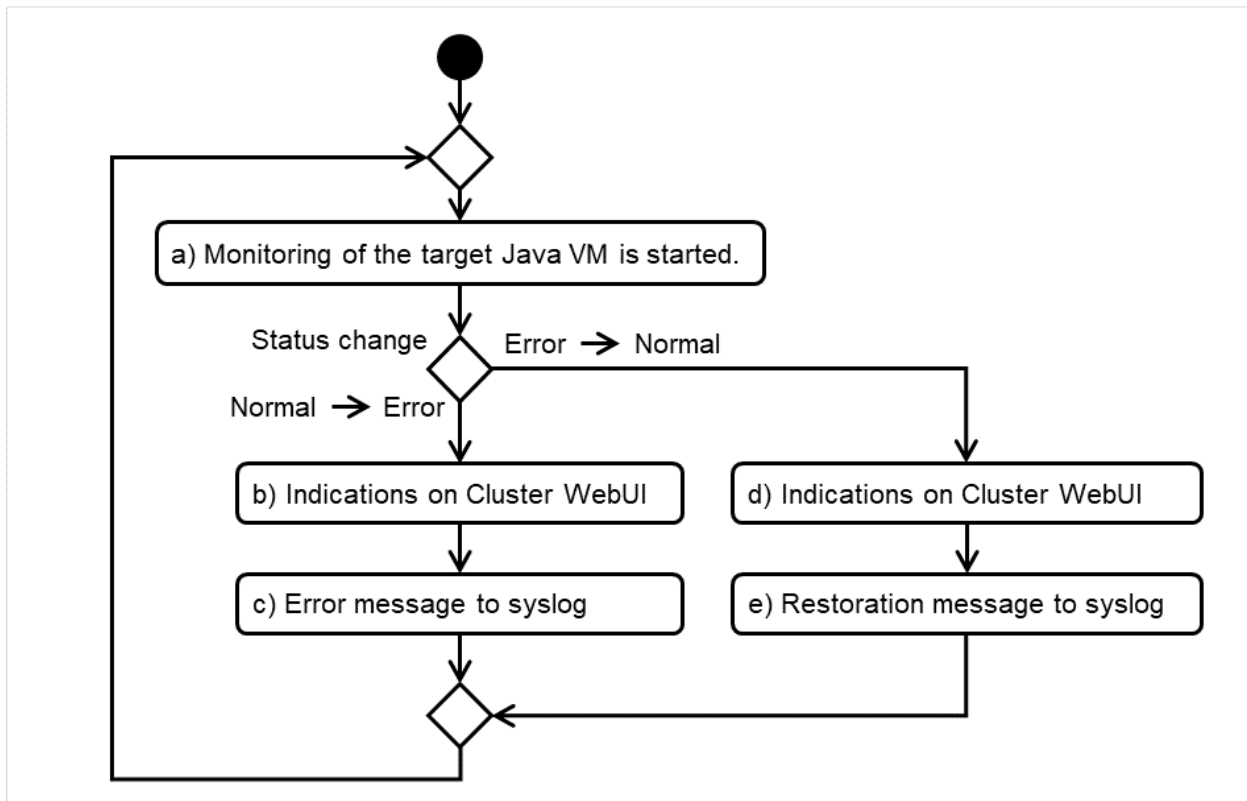 a) Monitoring of the target Java VM is started.
Status change
Error → Normal
Normal → Error
b) Indications on Cluster WebUI
d) Indications on Cluster WebUI
c) Error message to syslog
e) Restoration message to syslog